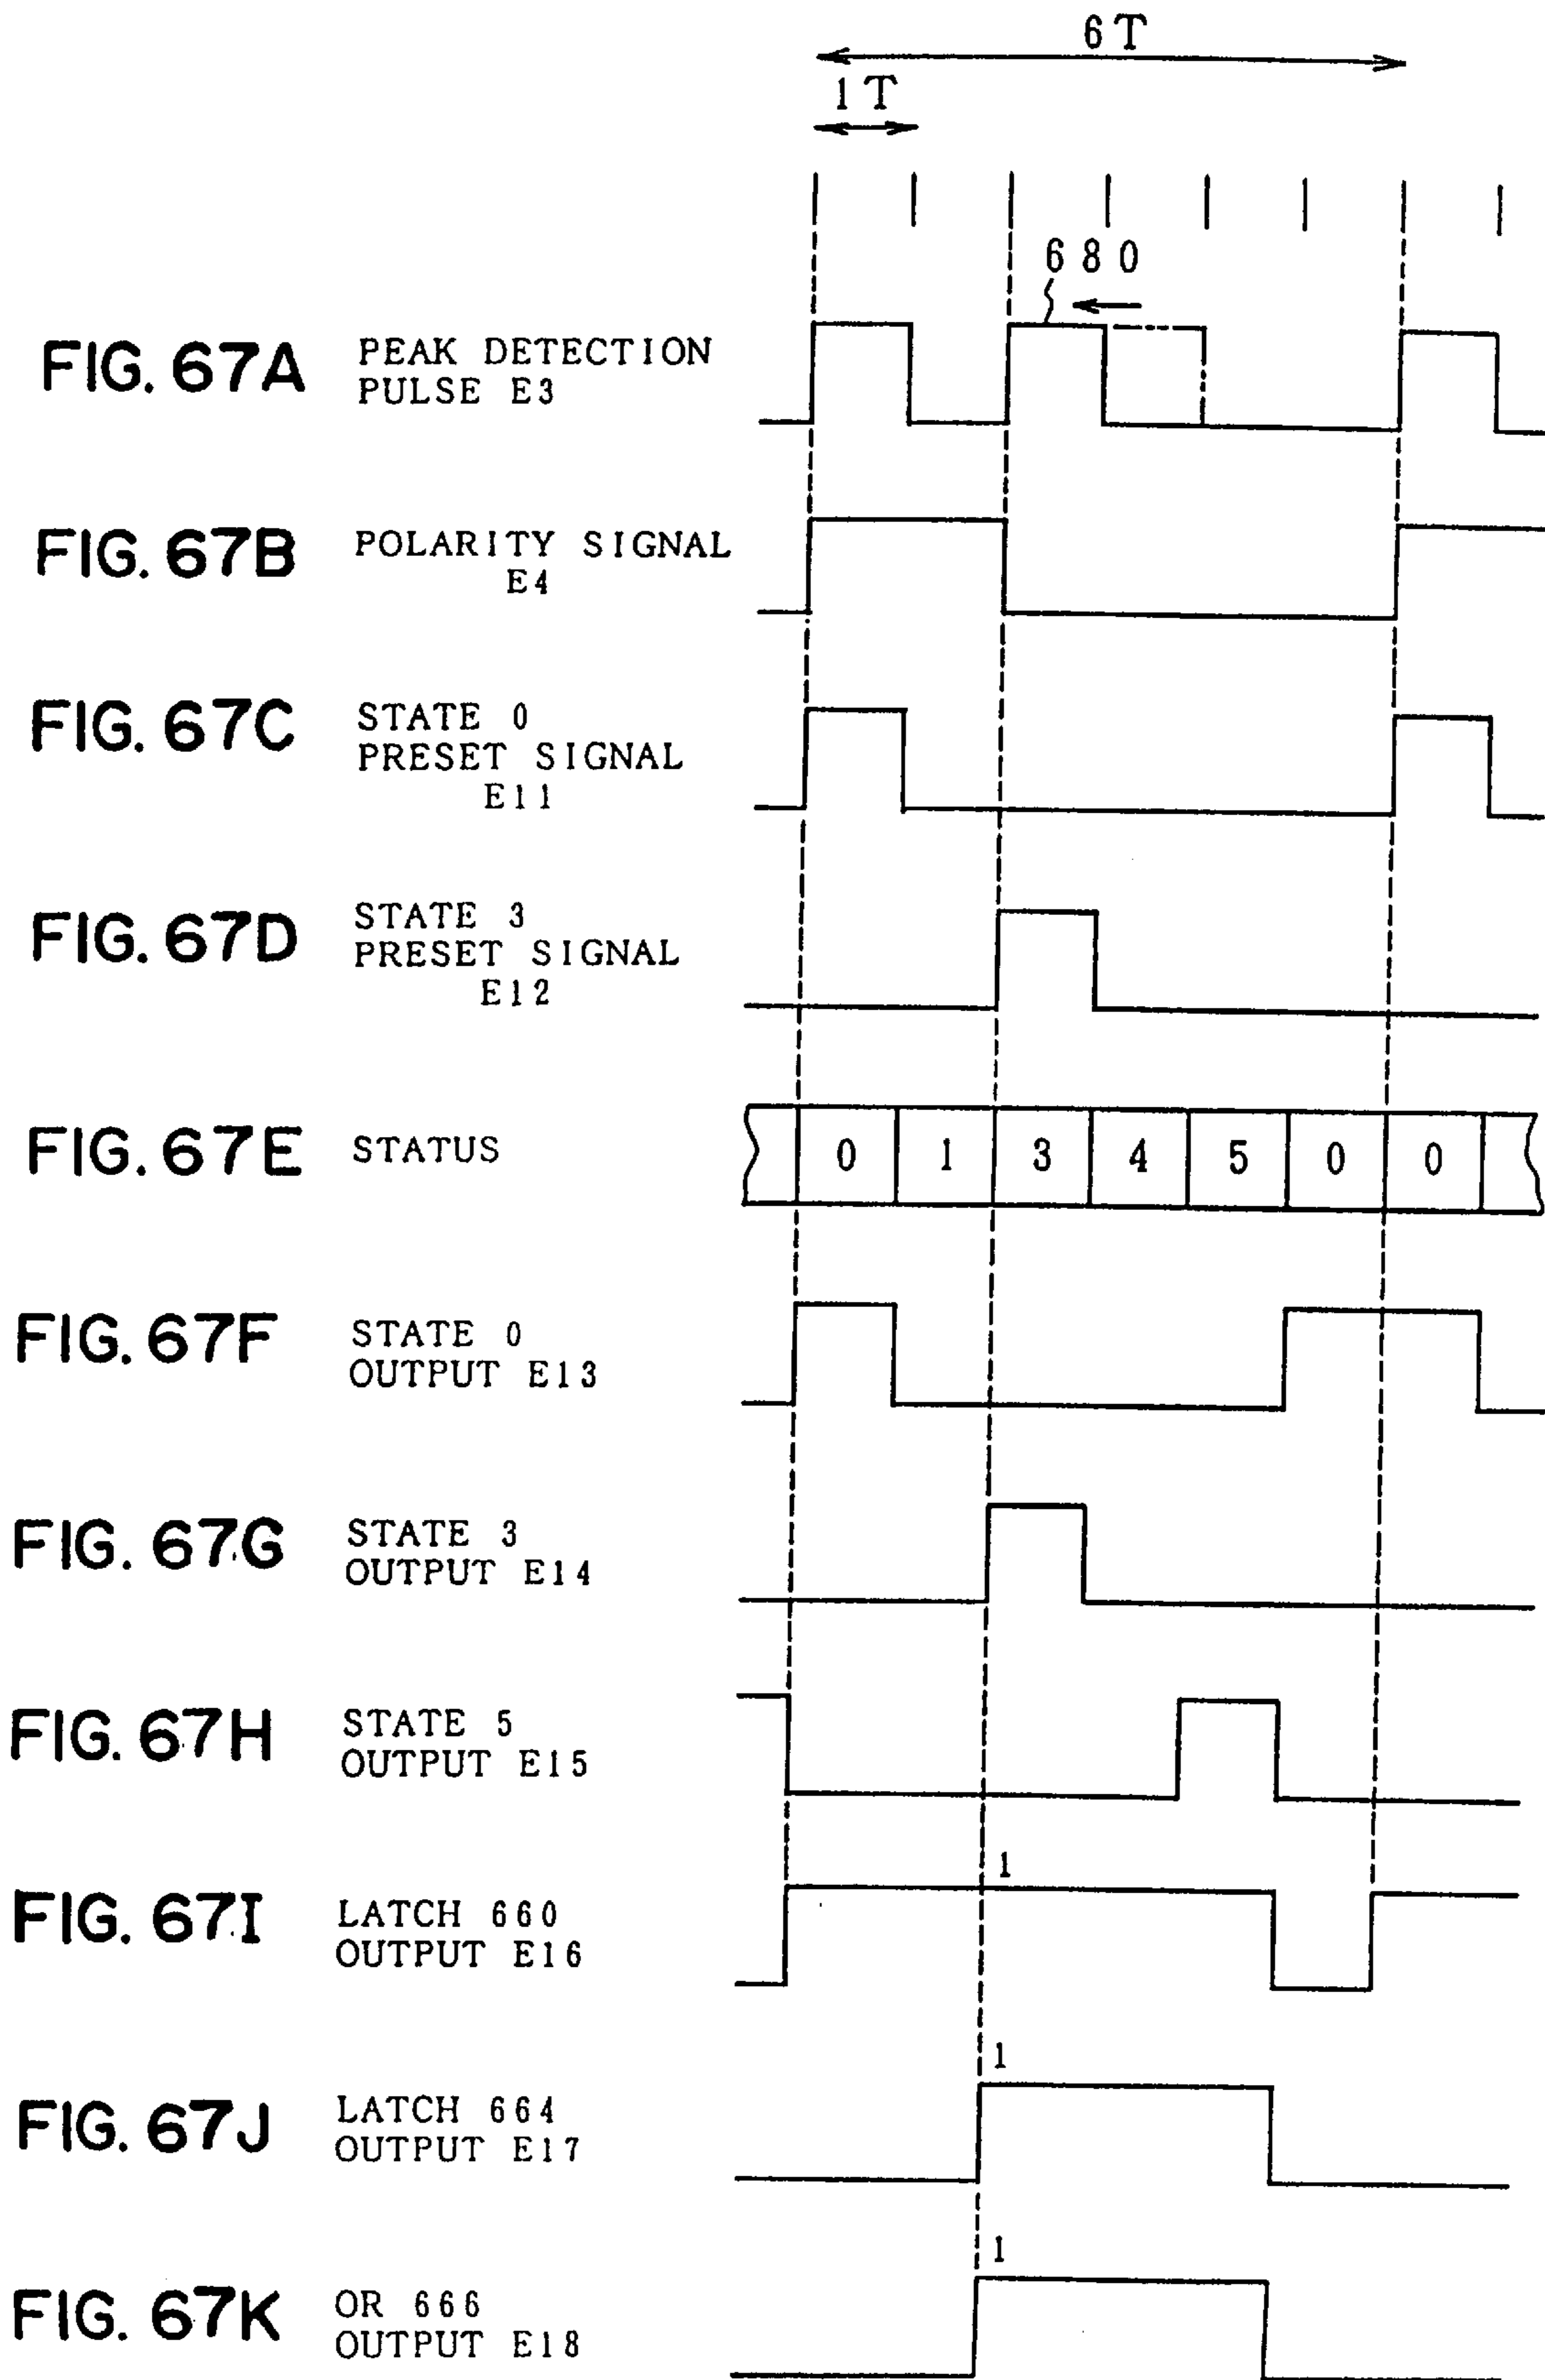 6T
1T
680
FIG. 67A PEAK DETECTION
PULSE E3
FIG. 67B POLARITY SIGNAL
E4
FIG. 67C STATE 0
PRESET SIGNAL
E11
FIG. 67D STATE 3
PRESET SIGNAL
E12
FIG. 67E STATUS 0 1 3 4 5 0 0
FIG. 67F STATE 0
OUTPUT E13
FIG. 67G STATE 3
OUTPUT E14
FIG. 67H STATE 5
OUTPUT E15
1
FIG. 67I LATCH 660
OUTPUT E16
1
FIG. 67J LATCH 664
OUTPUT E17
1
FIG. 67K OR 666
OUTPUT E18